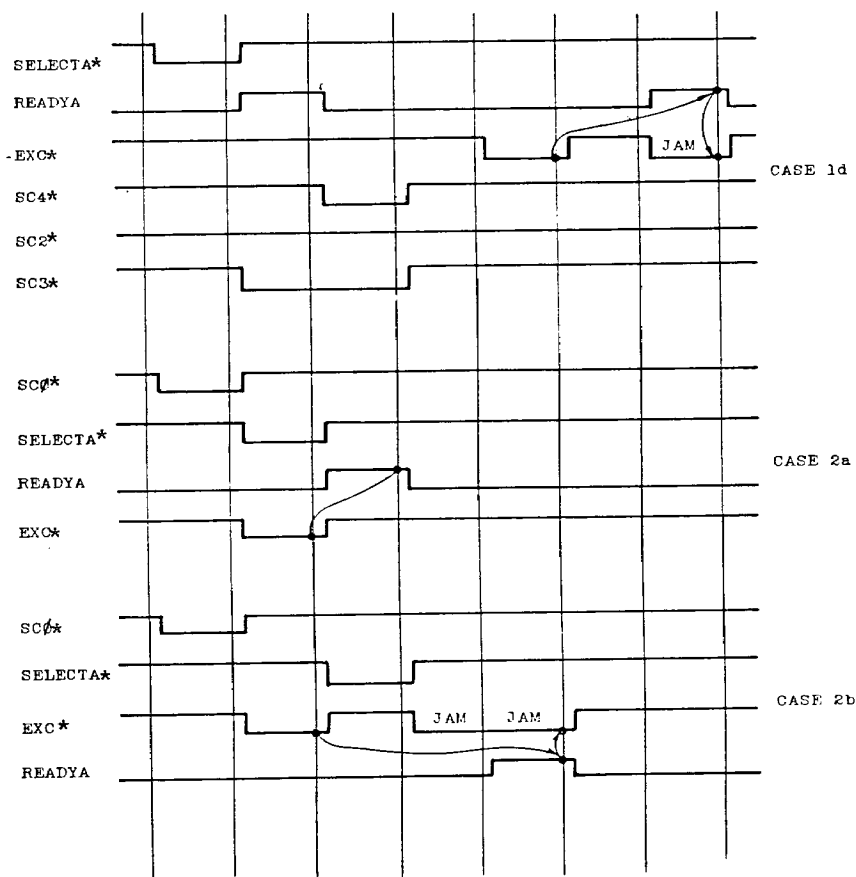 SELECTA*
READYA
-EXC*
JAM
CASE 1d
SC4*
SC2*
SC3*
SCØ*
SELECTA*
CASE 2a
READYA
EXC*
SCØ*
SELECTA*
CASE 2b
EXC*
JAM JAM
READYA